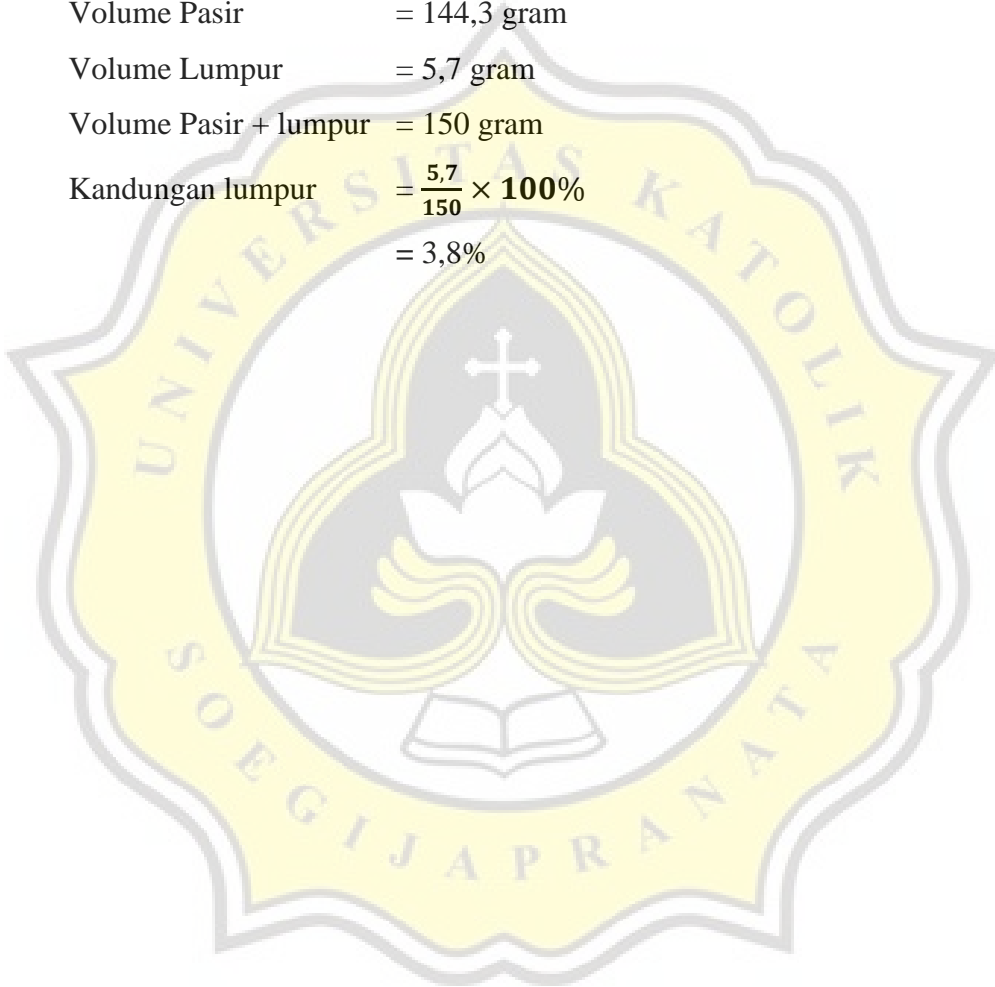 Volume Pasir = 144,3 gram
Volume Lumpur = 5,7 gram
Volume Pasir + lumpur = 150 gram
Kandungan lumpur = 5,7/150 × 100%
= 3,8%
UNIVERSITAS KATOLIK
SOEGIJAPRANATA